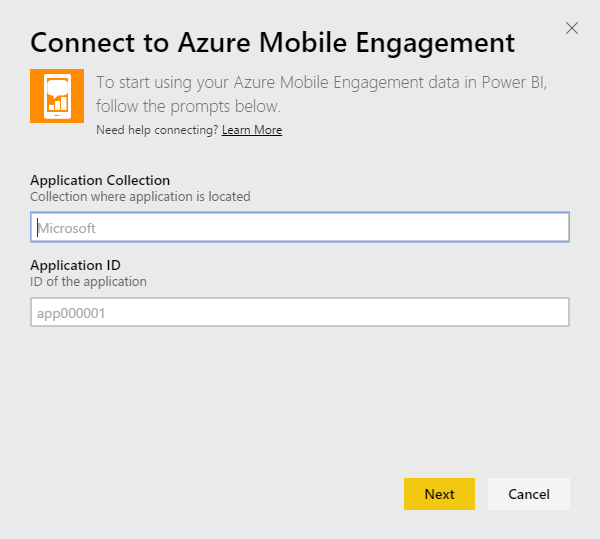 Connect to Azure Mobile Engagement
To start using your Azure Mobile Engagement data in Power BI,
follow the prompts below.
Need help connecting? Learn More
Application Collection
Collection where application is located
Microsoft
Application ID
ID of the application
app000001
Next
Cancel